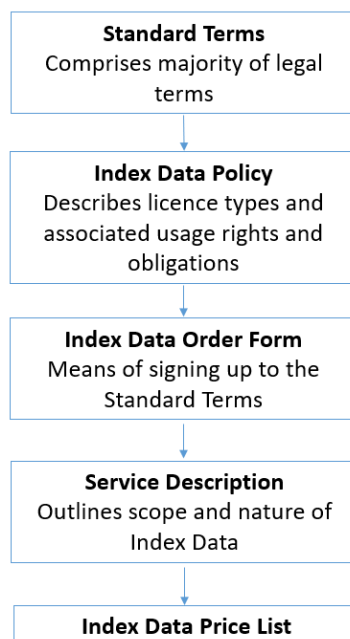 Standard Terms
Comprises majority of legal
terms
Index Data Policy
Describes licence types and
associated usage rights and
obligations
Index Data Order Form
Means of signing up to the
Standard Terms
Service Description
Outlines scope and nature of
Index Data
Index Data Price List